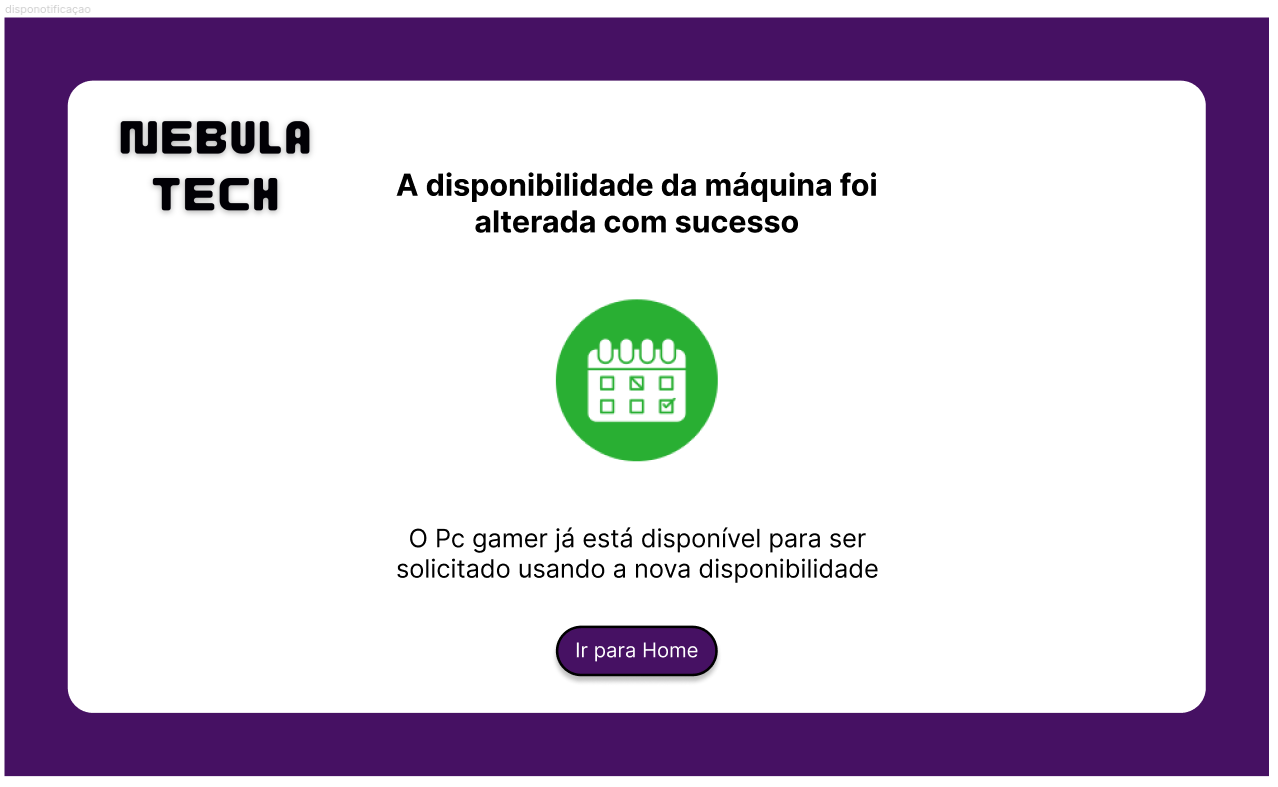 disponotificaçao
NEBULA
TECH
A disponibilidade da máquina foi
alterada com sucesso
O Pc gamer já está disponível para ser
solicitado usando a nova disponibilidade
Ir para Home